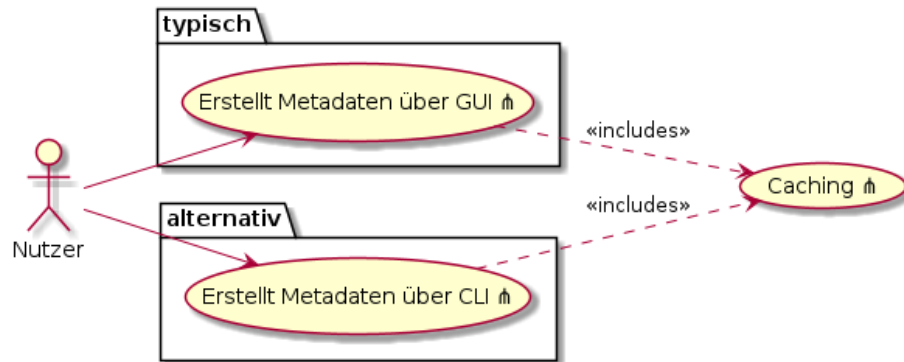 typisch
Erstellt Metadaten über GUI ⋔
«includes»
Caching ⋔
Nutzer
«includes»
alternativ
Erstellt Metadaten über CLI ⋔